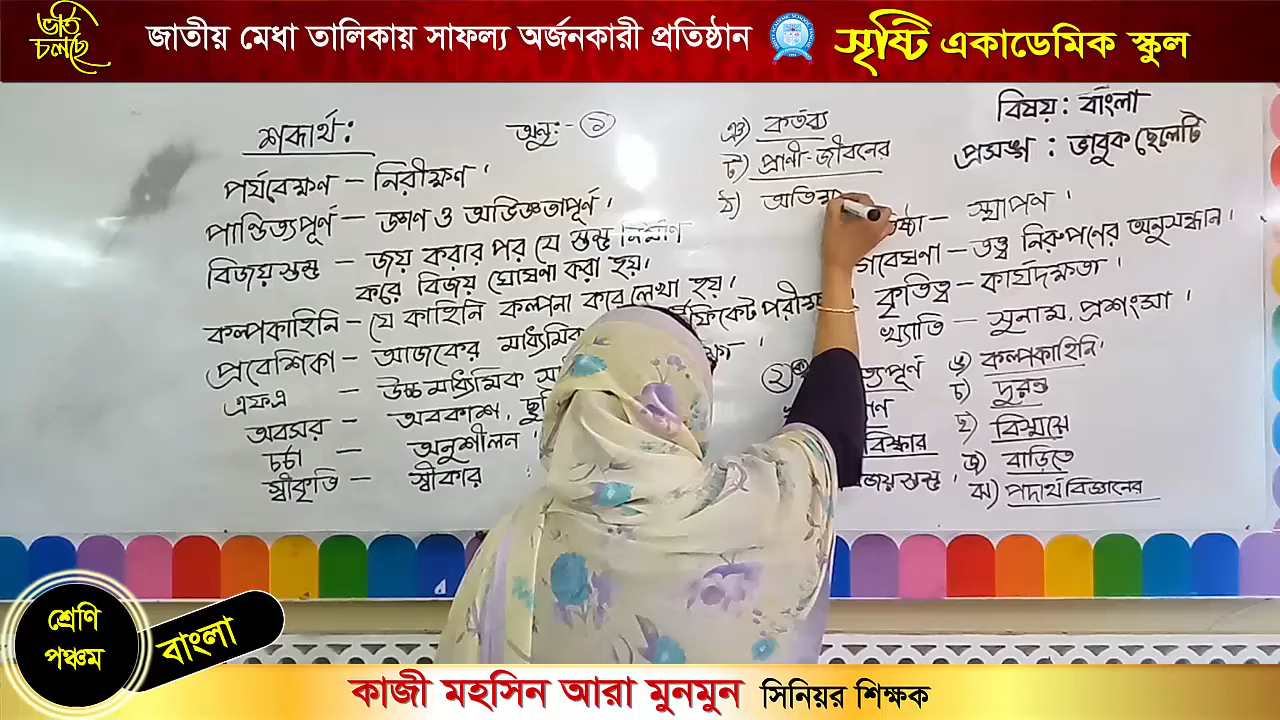 ভর্তি চলছে
জাতীয় মেধা তালিকায় সাফল্য অর্জনকারী প্রতিষ্ঠান
সৃষ্টি একাডেমিক স্কুল
বিষয় : বাংলা
প্রসঙ্গ : ভাবুক ছেলেটি
শব্দার্থ:
অনু:- ১
পর্যবেক্ষণ – নিরীক্ষণ ।
পান্ডিত্যপূর্ণ – জ্ঞান ও অভিজ্ঞতাপূর্ণ ।
বিজয়স্তম্ভ – জয় করার পর যে স্তম্ভ নির্মাণ
করে বিজয় ঘোষনা করা হয়।
কল্পকাহিনি – যে কাহিনি কল্পনা করে লেখা হয় ।
প্রবেশিকা – আজকের মাধ্যমিক
এফএ – উচ্চ মাধ্যমিক
অবসর – অবকাশ,
চর্চা – অনুশীলন
স্বীকৃতি – স্বীকার
ঞ) কর্তব্য
ট) প্রাণী-জীবনের
ঠ)
স্থাপন ।
গবেষণা – তত্ত্ব নিরুপণের অনুসন্ধান ।
কৃতিত্ব – কার্যদক্ষতা ।
খ্যাতি – সুনাম, প্রশংসা ।
২
ঙ) কল্পকাহিনি
চ) দুরন্ত
ছ) বিস্ময়ে
জ) বাড়িতে
ঝ) পদার্থবিজ্ঞানের
শ্রেণি
পঞ্চম
বাংলা
কাজী মহসিন আরা মুনমুন সিনিয়র শিক্ষক